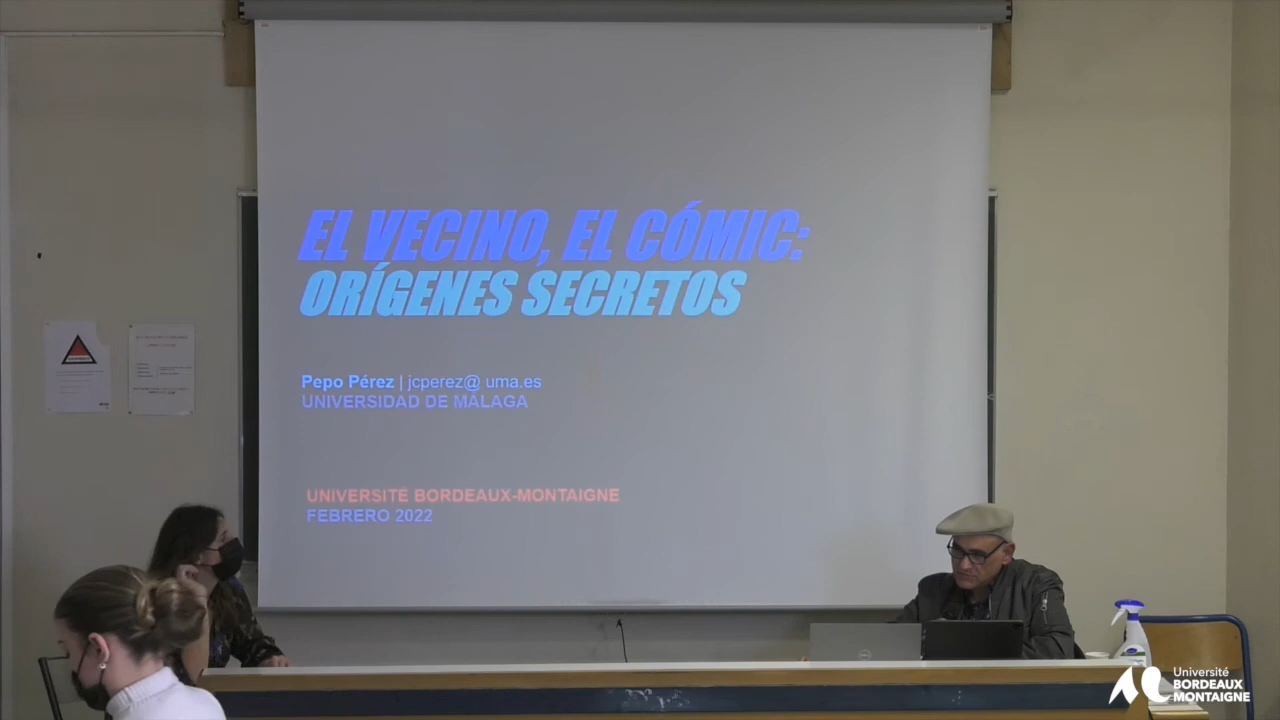 EL VECINO, EL CÓMIC:
ORÍGENES SECRETOS
Pepo Pérez | jcperez@ uma.es
UNIVERSIDAD DE MÁLAGA
UNIVERSITÉ BORDEAUX-MONTAIGNE
FEBRERO 2022
DELL
Université
BORDEAUX
MONTAIGNE